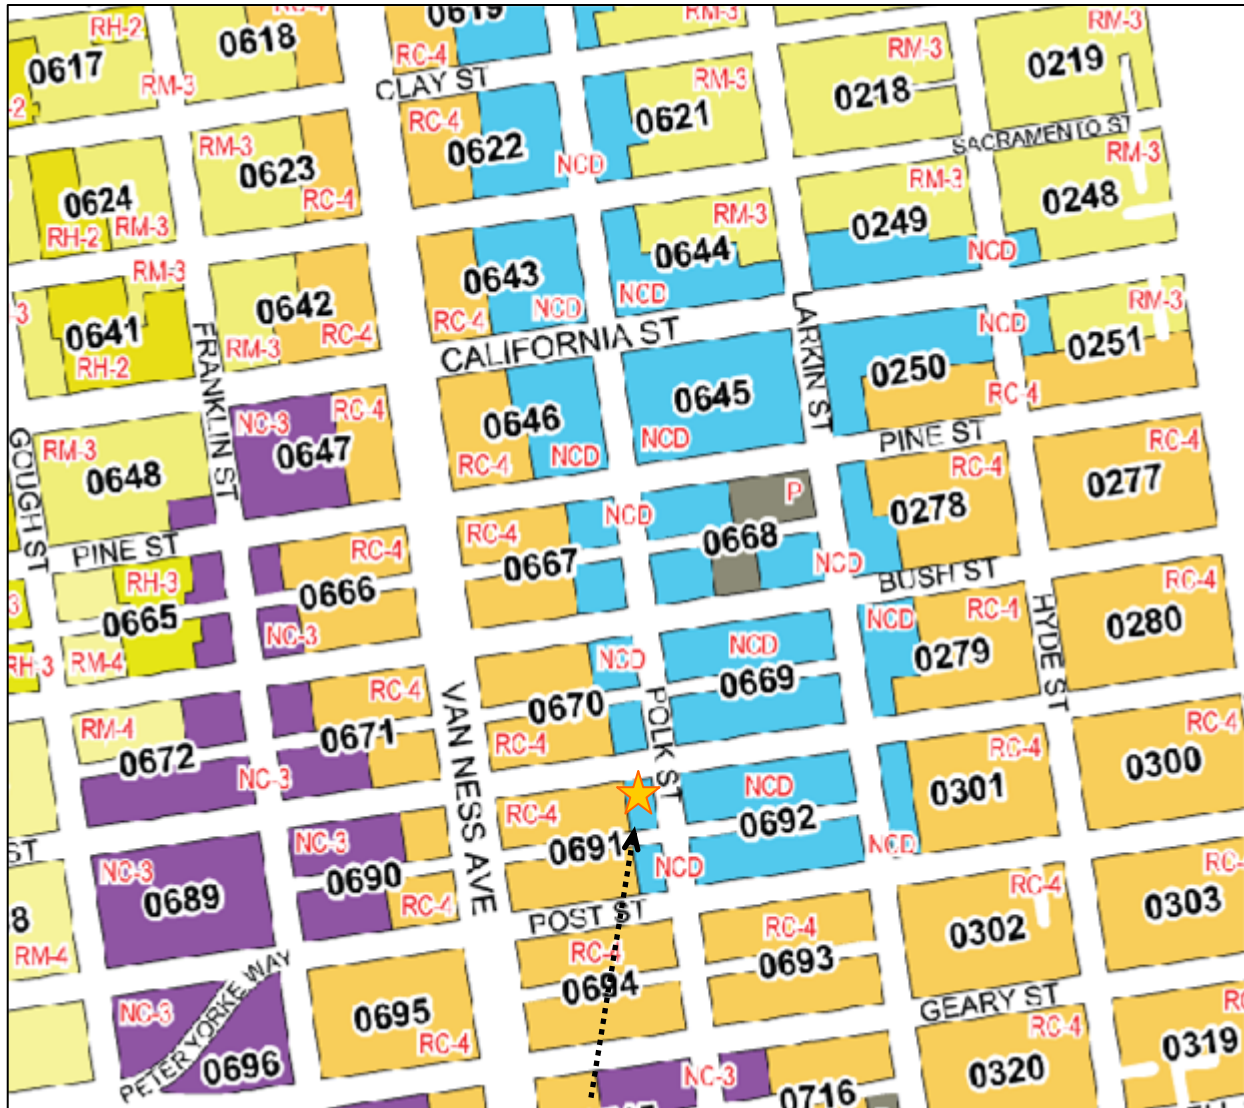 RH-2
0617
RM-3
0618
RC-4
0619
RM-3
RC-4
CLAY ST
RM-3
0218
RM-3
0219
RM-3
0621
NCD
RC-4
0622
RM-3
0623
RC-4
SACRAMENTO ST
RM-3
0248
RM-3
0249
NCD
0624
RH-2
RM-3
RM-3
0644
NCD
0643
RC-4
NCD
RM-3
0641
RH-2
0642
RM-3
RC-4
FRANKLIN ST
CALIFORNIA ST
LARKIN ST
NCD
RM-3
0251
0250
RC-4
0645
NCD
0646
RC-4
NCD
NC-3
RC-4
0647
RM-3
0648
GOUGH ST
PINE ST
PINE ST
RC-4
0277
RC-4
0278
P
NCD
0668
NCD
RC-4
0667
RC-4
0666
NC-3
RH-3
0665
RM-4
RH-3
BUSH ST
HYDE ST
RC-4
0280
NCD
RC-4
0279
NCD
0669
NCD
0670
RC-4
POLK ST
VAN NESS AVE
RC-4
0671
RM-4
0672
NC-3
RC-4
0300
RC-4
0301
NCD
NCD
0692
RC-4
0691
NCD
NC-3
0690
RC-4
NC-3
0689
ST
RM-4
POST ST
RC-4
0302
0303
RC-4
0693
RC-4
0694
GEARY ST
PETER YORKE WAY
NC-3
0696
0695
RC-4
NC-3
0716
RC-4
0320
0319